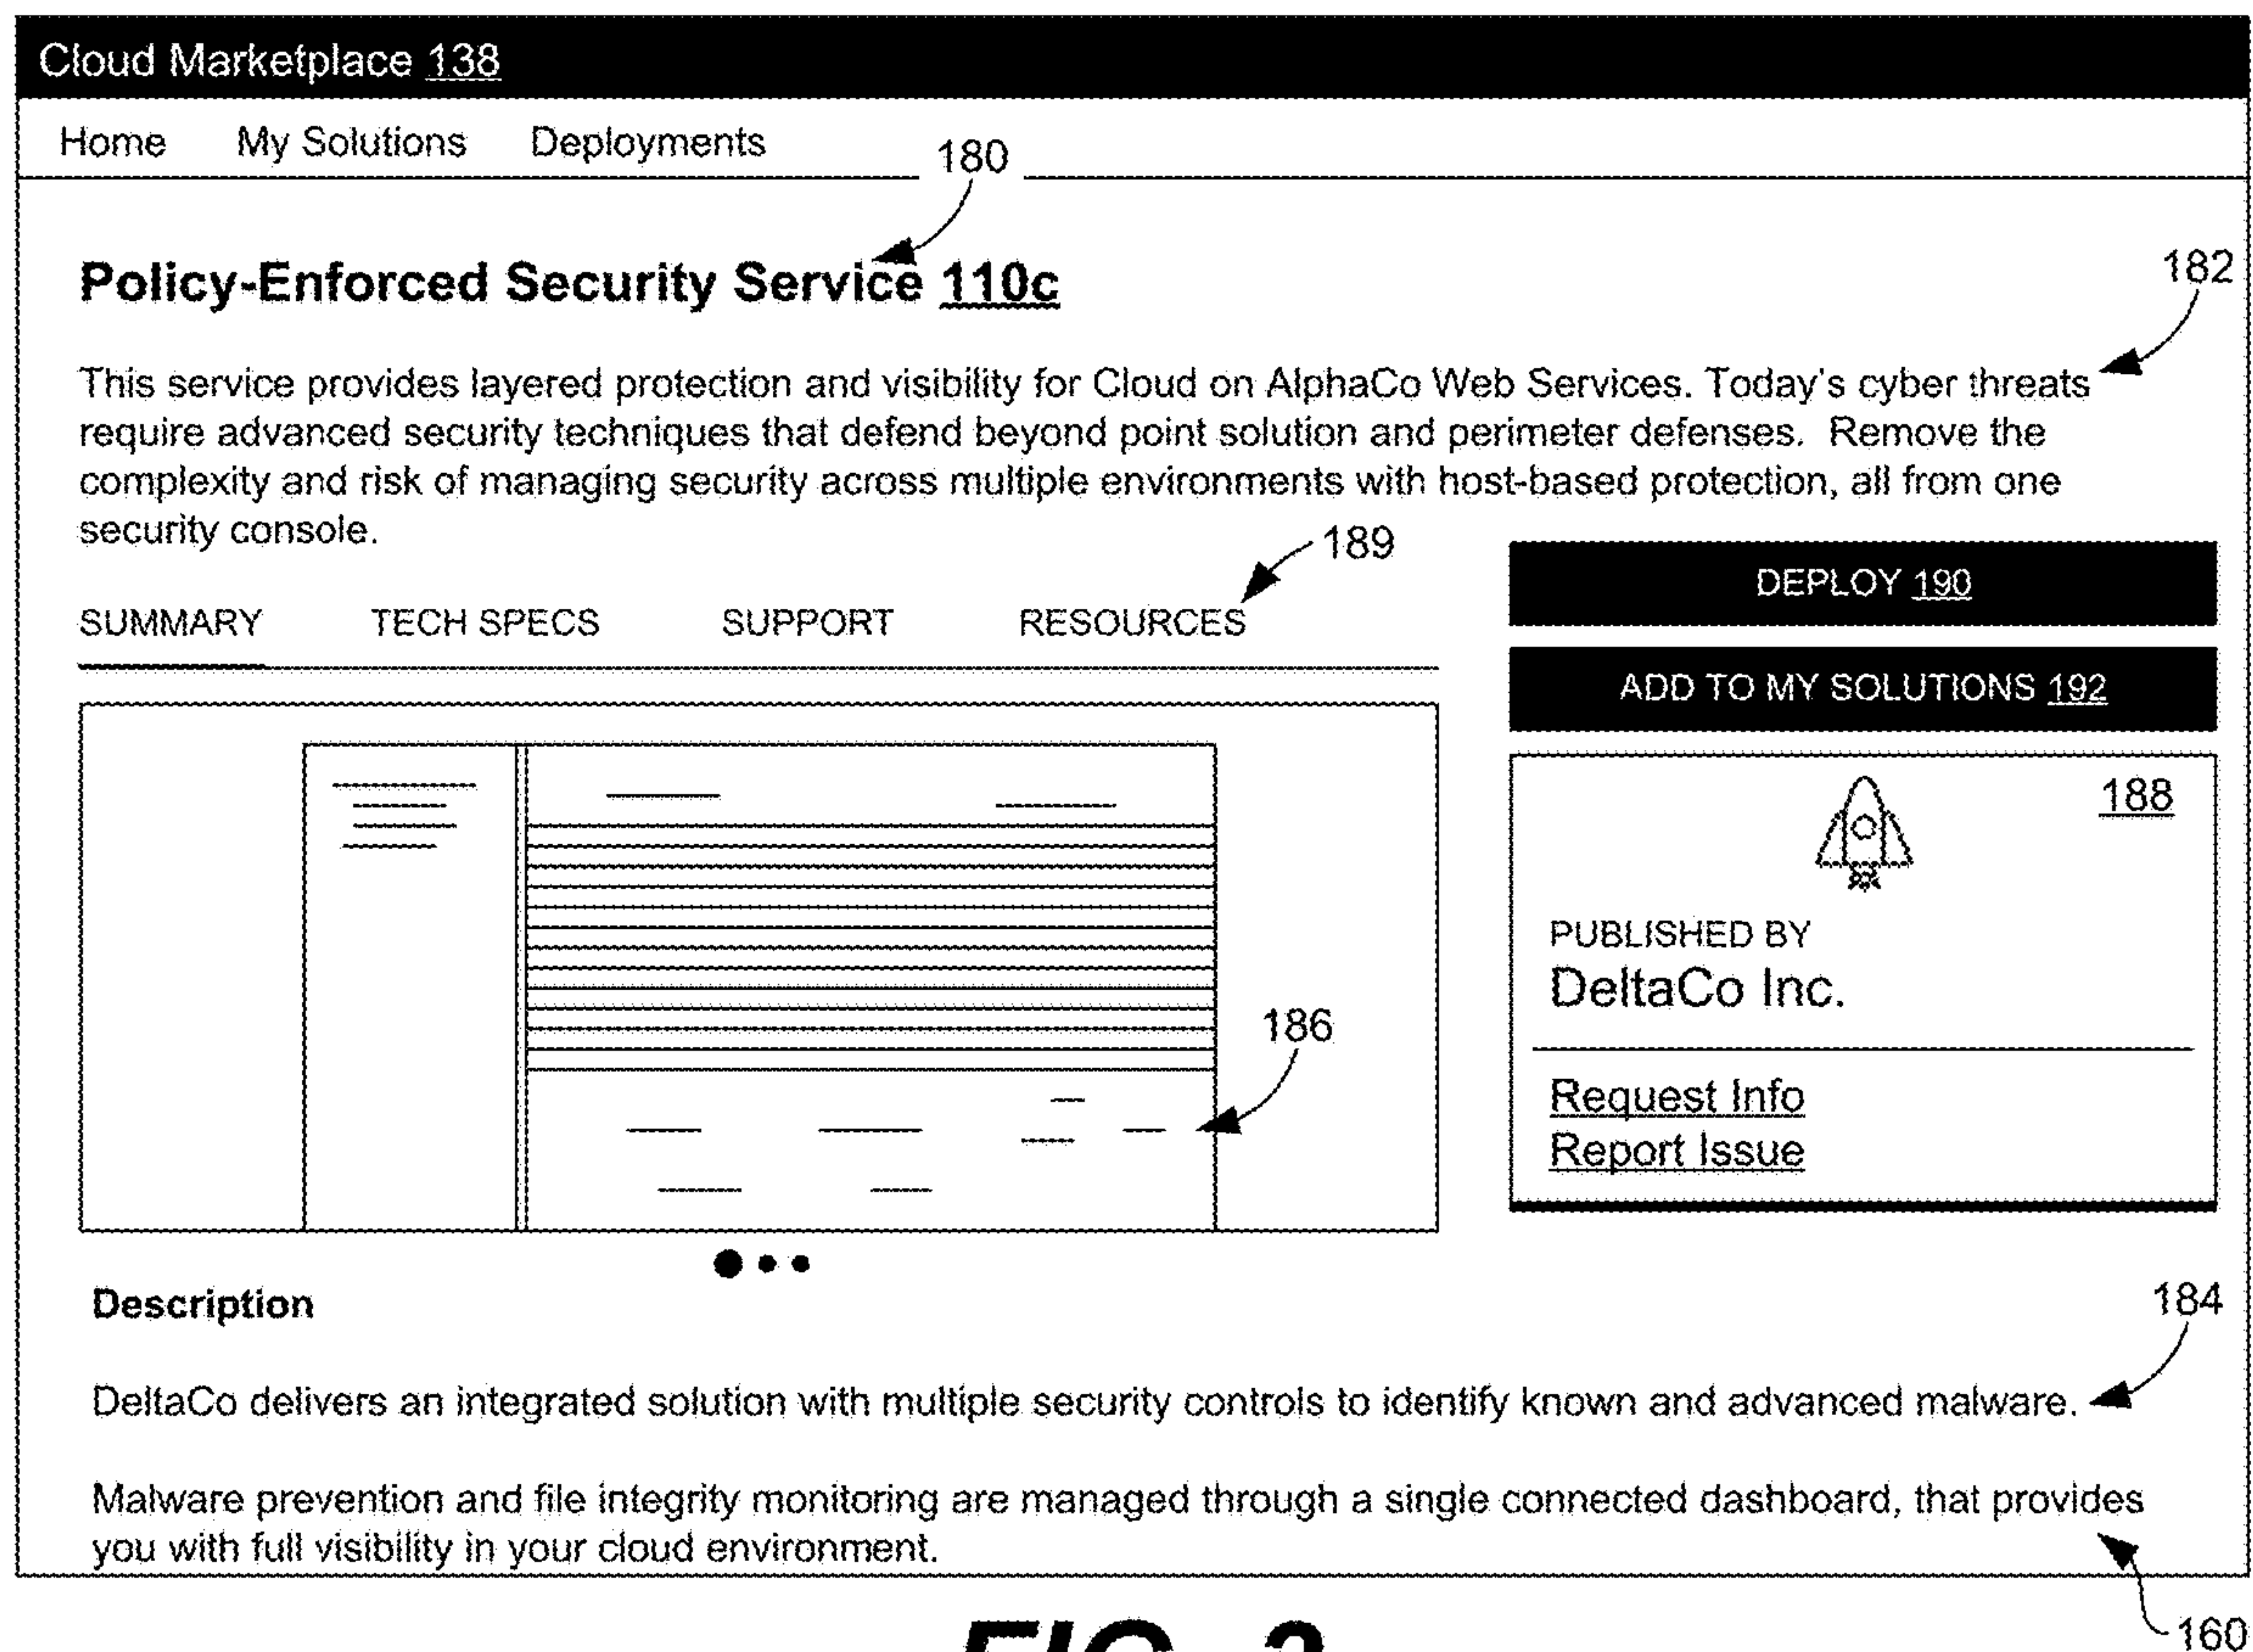 Cloud Marketplace 138
Home My Solutions Deployments
180
Policy-Enforced Security Service 110c
182
This service provides layered protection and visibility for Cloud on AlphaCo Web Services. Today's cyber threats
require advanced security techniques that defend beyond point solution and perimeter defenses. Remove the
complexity and risk of managing security across multiple environments with host-based protection, all from one
security console.
189
SUMMARY TECH SPECS SUPPORT RESOURCES
DEPLOY 190
ADD TO MY SOLUTIONS 192
188
PUBLISHED BY
DeltaCo Inc.
186
Request Info
Report Issue
Description
184
DeltaCo delivers an integrated solution with multiple security controls to identify known and advanced malware.
Malware prevention and file integrity monitoring are managed through a single connected dashboard, that provides
you with full visibility in your cloud environment.
160
FIG.